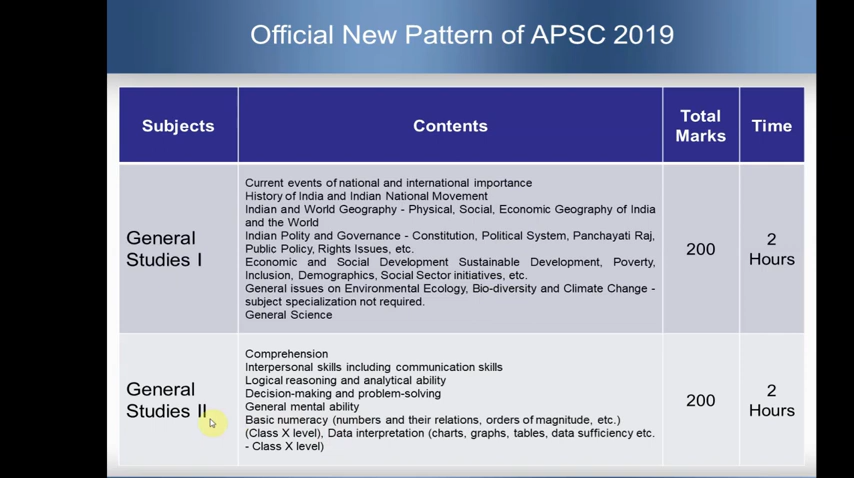 Official New Pattern of APSC 2019
Subjects
Contents
Total
Marks
Time
General
Studies I
Current events of national and international importance
History of India and Indian National Movement
Indian and World Geography - Physical, Social, Economic Geography of India
and the World
Indian Polity and Governance - Constitution, Political System, Panchayati Raj,
Public Policy, Rights Issues, etc.
Economic and Social Development Sustainable Development, Poverty,
Inclusion, Demographics, Social Sector initiatives, etc.
General issues on Environmental Ecology, Bio-diversity and Climate Change -
subject specialization not required.
General Science
200
2
Hours
General
Studies II
Comprehension
Interpersonal skills including communication skills
Logical reasoning and analytical ability
Decision-making and problem-solving
General mental ability
Basic numeracy (numbers and their relations, orders of magnitude, etc.)
(Class X level), Data interpretation (charts, graphs, tables, data sufficiency etc.
- Class X level)
200
2
Hours